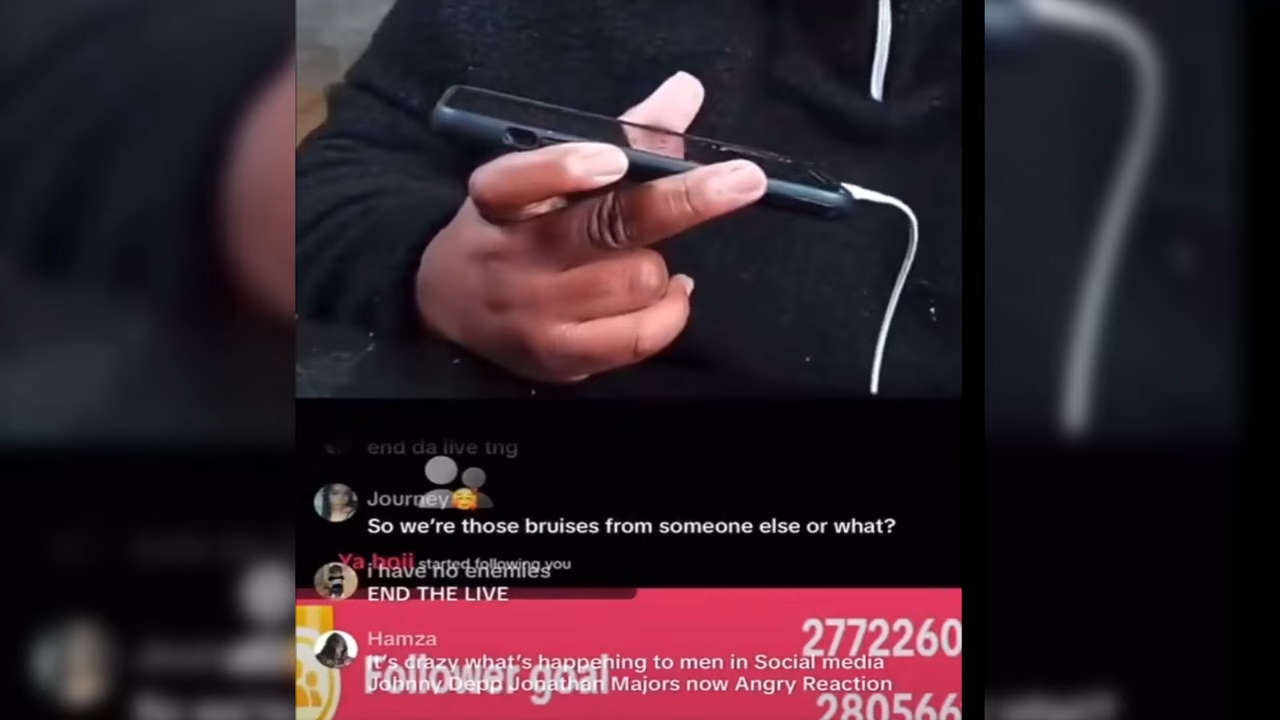 end da live tng
Journey🥰
So we're those bruises from someone else or what?
Ya boii started following you
i have no enemies
END THE LIVE
Hamza
2772260
It's crazy what's happening to men in Social media
Follower goal
Johnny Depp Jonathan Majors now Angry Reaction
280566